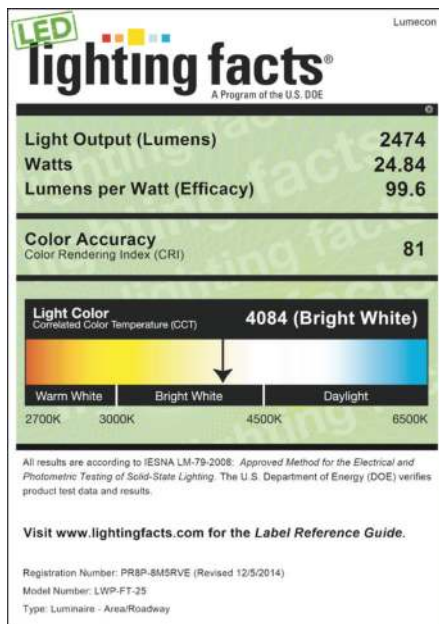 Lumecon
LED
lighting facts®
A Program of the U.S. DOE
Light Output (Lumens) 2474
Watts 24.84
Lumens per Watt (Efficacy) 99.6
Color Accuracy
Color Rendering Index (CRI) 81
Light Color
Correlated Color Temperature (CCT) 4084 (Bright White)
Warm White Bright White Daylight
2700K 3000K 4500K 6500K
All results are according to IESNA LM-79-2008: Approved Method for the Electrical and
Photometric Testing of Solid-State Lighting. The U.S. Department of Energy (DOE) verifies
product test data and results.
Visit www.lightingfacts.com for the Label Reference Guide.
Registration Number: PR8P-8M5RVE (Revised 12/5/2014)
Model Number: LWP-FT-25
Type: Luminaire - Area/Roadway